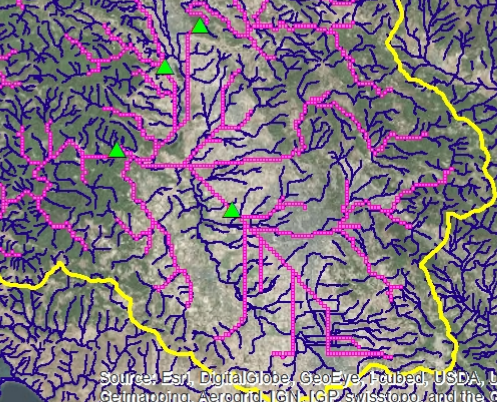 Source: Esri, DigitalGlobe, GeoEye, i-cubed, USDA, U
Getmapping, Aerogrid, IGN, IGP, swisstopo, and the G